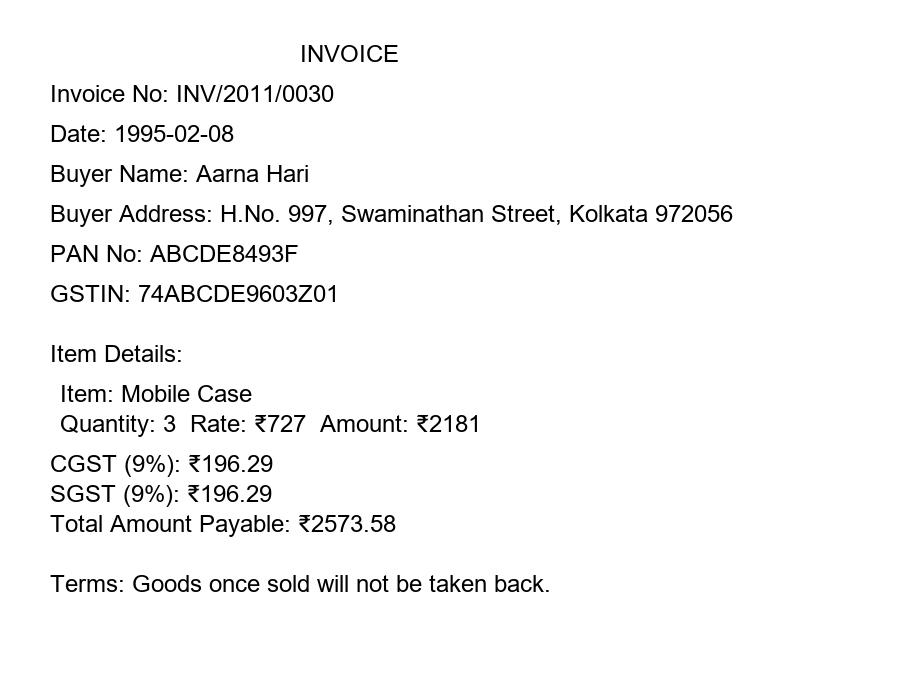 INVOICE
Invoice No: INV/2011/0030
Date: 1995-02-08
Buyer Name: Aarna Hari
Buyer Address: H.No. 997, Swaminathan Street, Kolkata 972056
PAN No: ABCDE8493F
GSTIN: 74ABCDE9603Z01
Item Details:
Item: Mobile Case
Quantity: 3  Rate: ₹727  Amount: ₹2181
CGST (9%): ₹196.29
SGST (9%): ₹196.29
Total Amount Payable: ₹2573.58
Terms: Goods once sold will not be taken back.